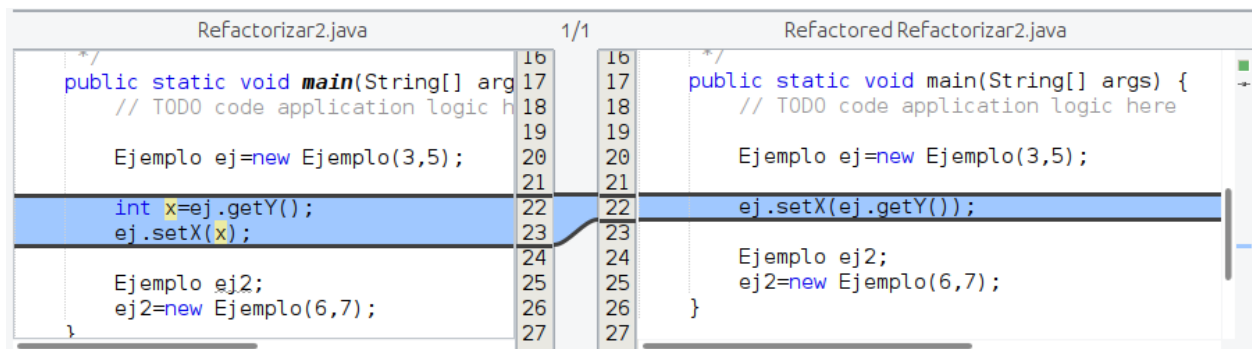 Refactorizar2.java 1/1 Refactored Refactorizar2.java
*/ 16 16 */
public static void main(String[] arg 17 17 public static void main(String[] args) {
// TODO code application logic h 18 18 // TODO code application logic here
19 19
Ejemplo ej=new Ejemplo(3,5); 20 20 Ejemplo ej=new Ejemplo(3,5);
21 21
int x=ej.getY(); 22 22 ej.setX(ej.getY());
ej.setX(x); 23 23
24 24 Ejemplo ej2;
Ejemplo ej2; 25 25 ej2=new Ejemplo(6,7);
ej2=new Ejemplo(6,7); 26 26 }
} 27 27